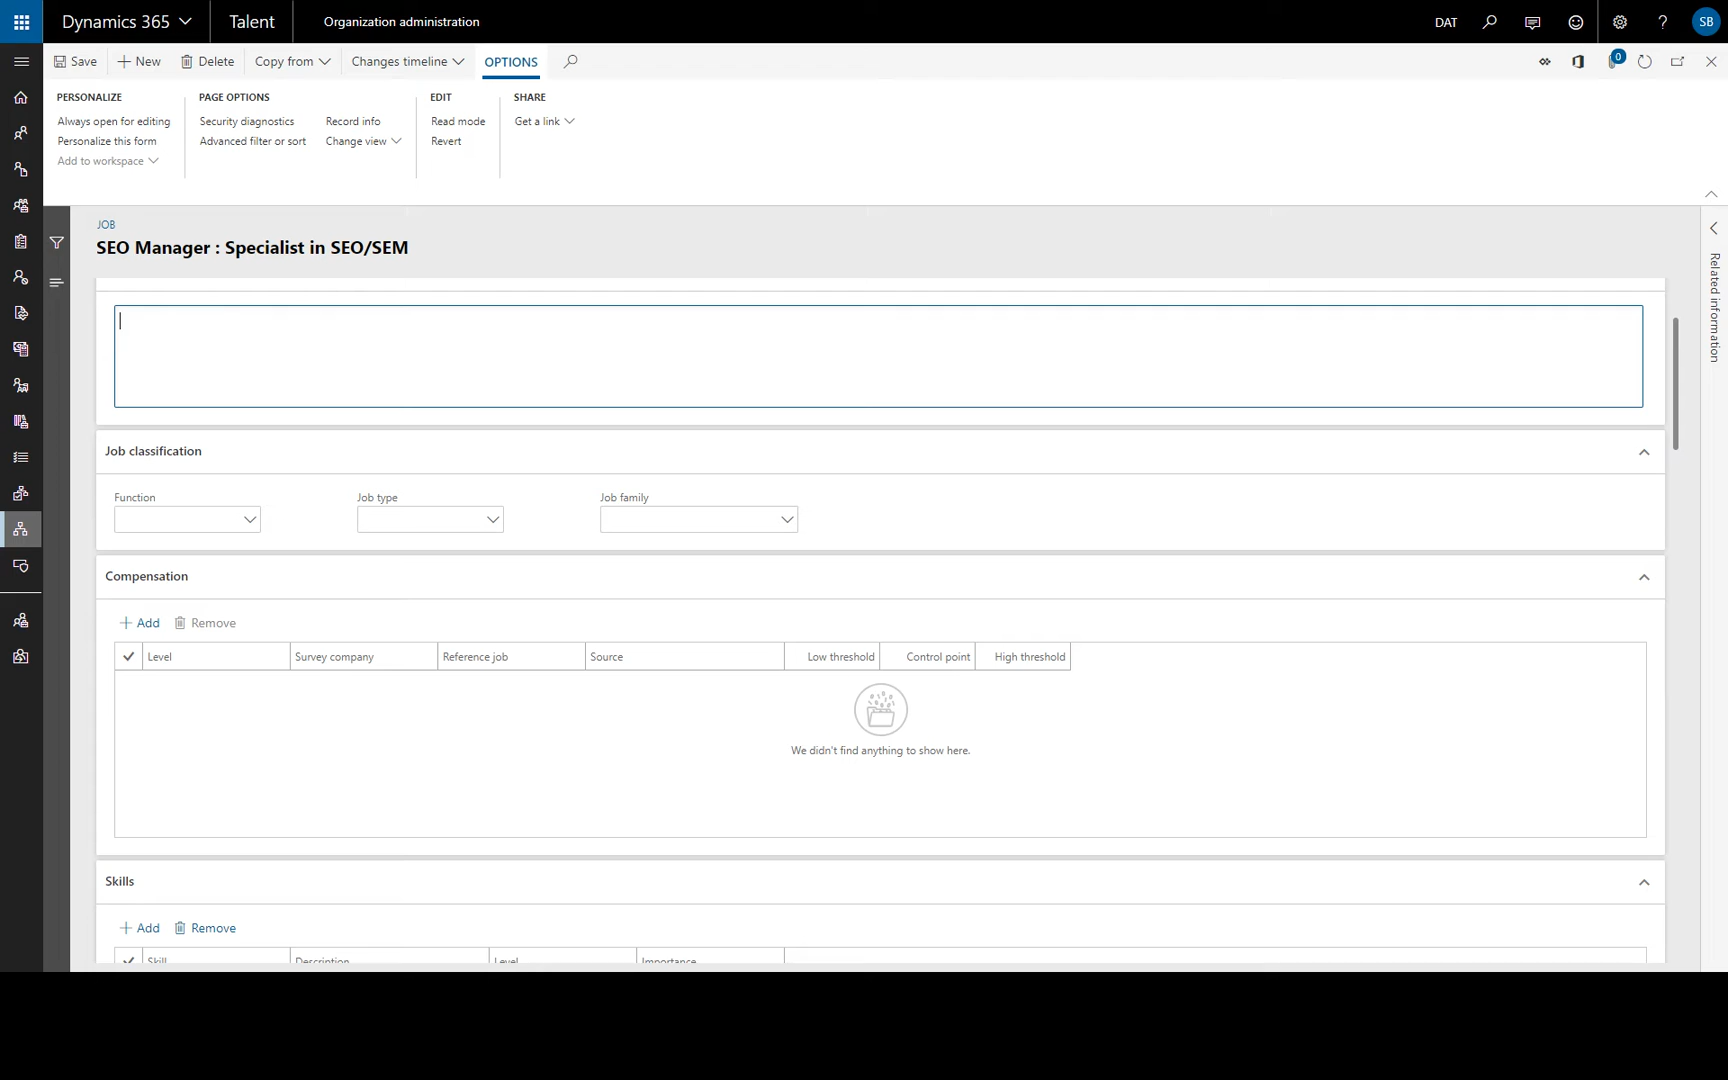 Dynamics 365 Talent Organization administration DAT ? SB
Save New Delete Copy from Changes timeline OPTIONS 0
PERSONALIZE PAGE OPTIONS EDIT SHARE
Always open for editing Security diagnostics Record info Read mode Get a link
Personalize this form Advanced filter or sort Change view Revert
Add to workspace
JOB
SEO Manager : Specialist in SEO/SEM
Related information
Job classification
Function Job type Job family
Compensation
+ Add Remove
Level Survey company Reference job Source Low threshold Control point High threshold
We didn't find anything to show here.
Skills
+ Add Remove
Skill Description Level Importance